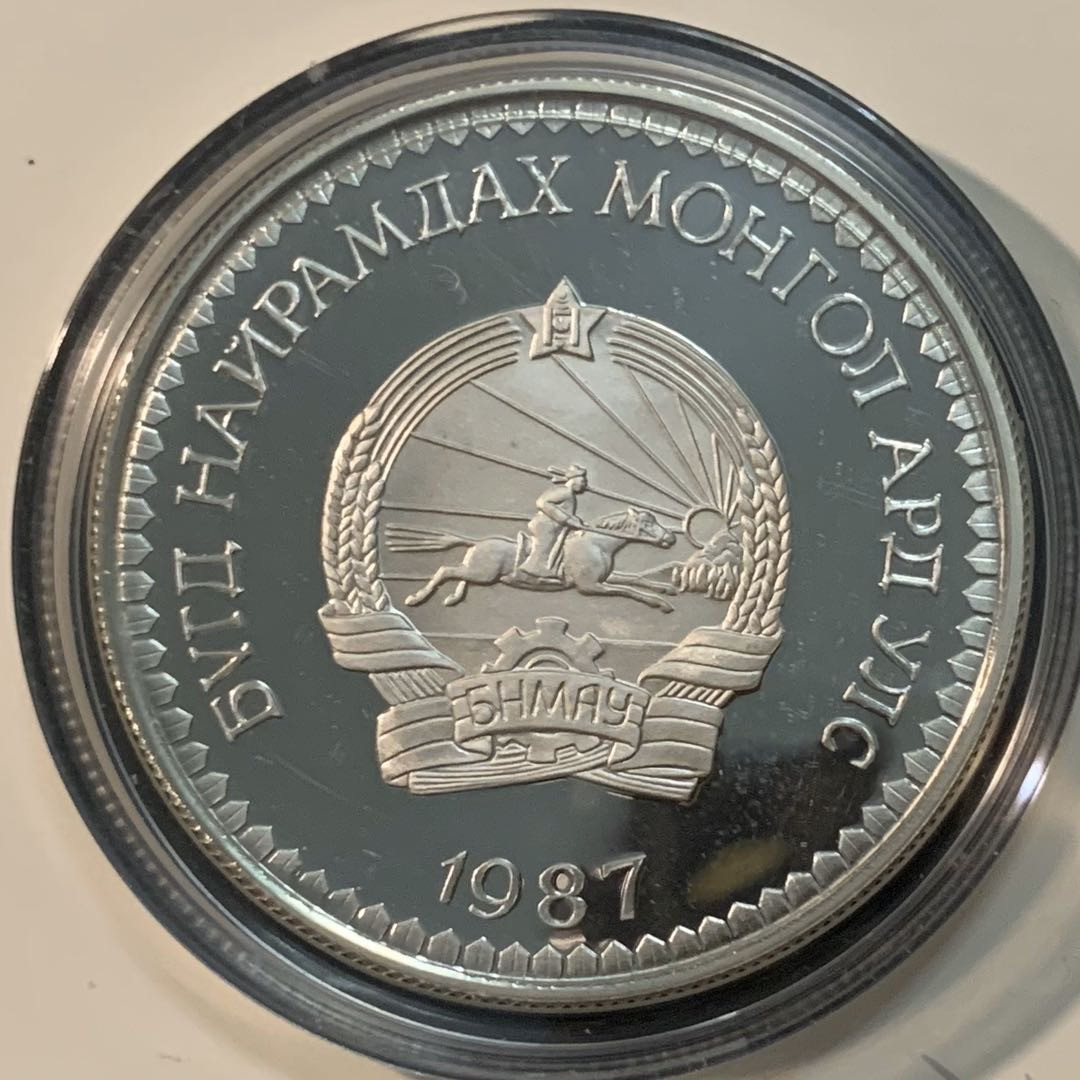 БҮГД НАЙРАМДАХ МОНГОЛ АРД УЛС
БНМАУ
1987